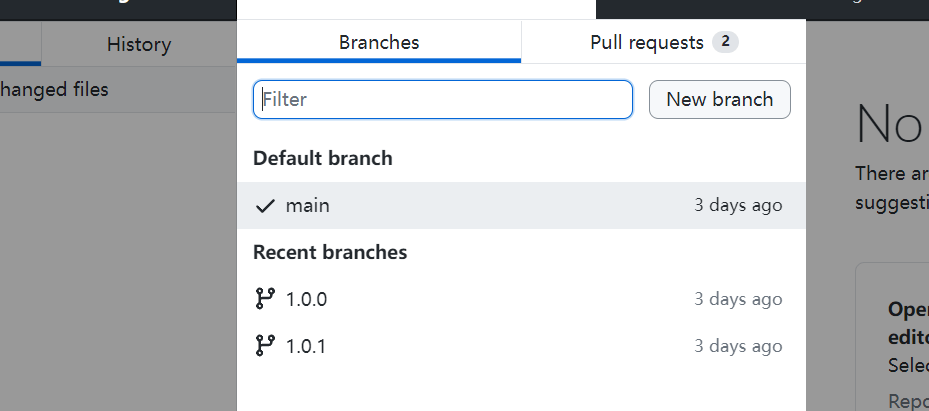 History
Branches
Pull requests 2
hanged files
Filter
New branch
Default branch
main
3 days ago
Recent branches
1.0.0
3 days ago
1.0.1
3 days ago
No
There ar
suggesti
Oper
edito
Selec
Repo